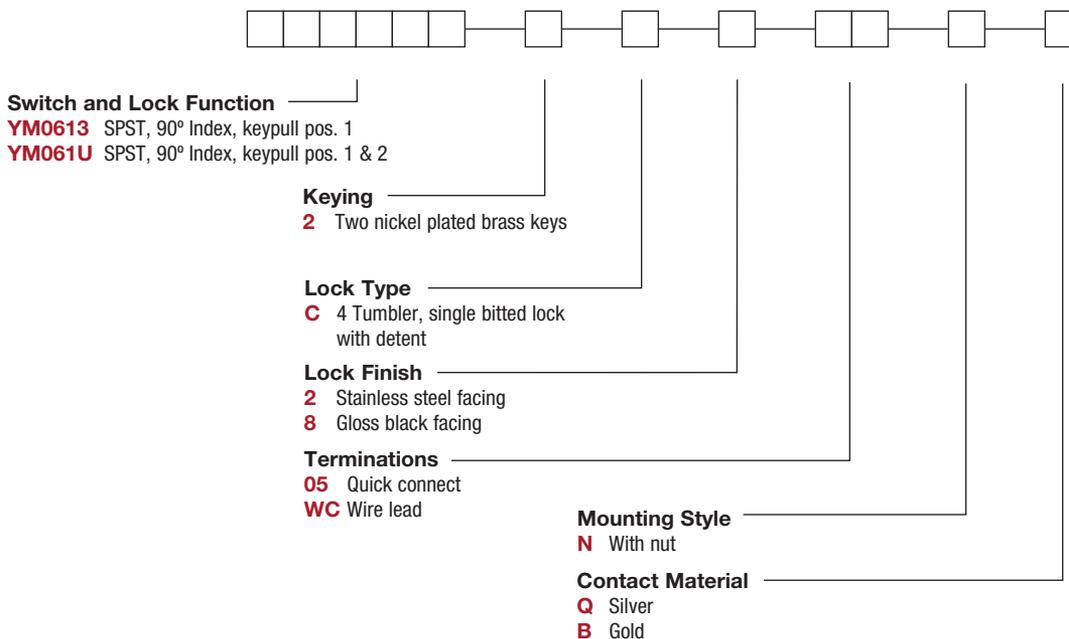 Switch and Lock Function
YM0613 SPST, 90º Index, keypull pos. 1
YM061U SPST, 90º Index, keypull pos. 1 & 2
Keying
2 Two nickel plated brass keys
Lock Type
C 4 Tumbler, single bitted lock
with detent
Lock Finish
2 Stainless steel facing
8 Gloss black facing
Terminations
05 Quick connect
WC Wire lead
Mounting Style
N With nut
Contact Material
Q Silver
B Gold